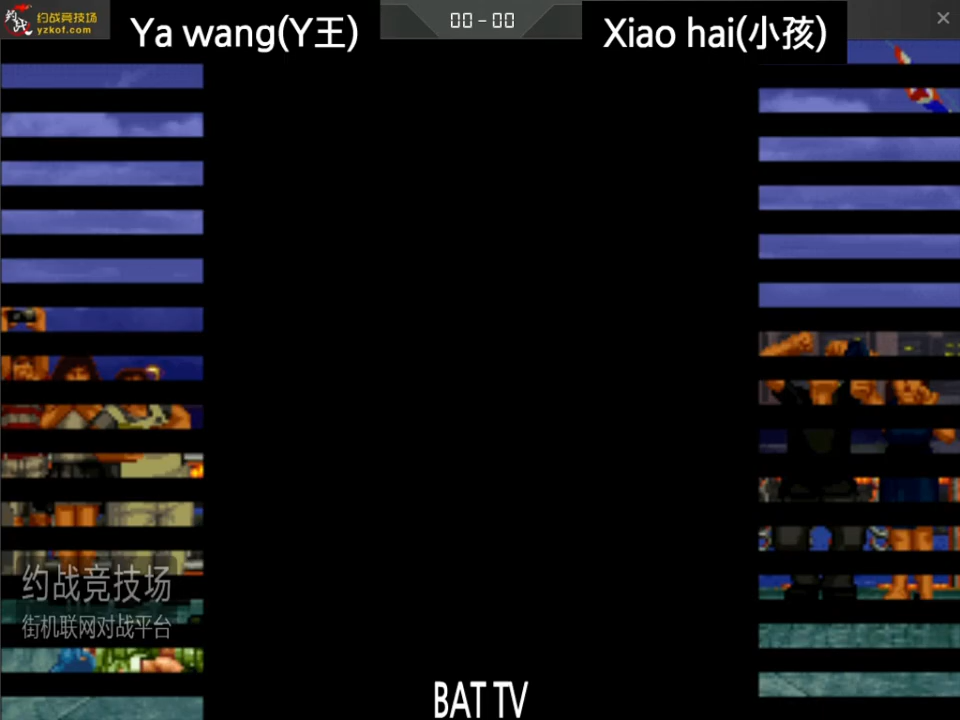 约战竞技场
yzkof.com
Ya wang(Y王)
00-00
Xiao hai(小孩)
约战竞技场
街机联网对战平台
BAT TV